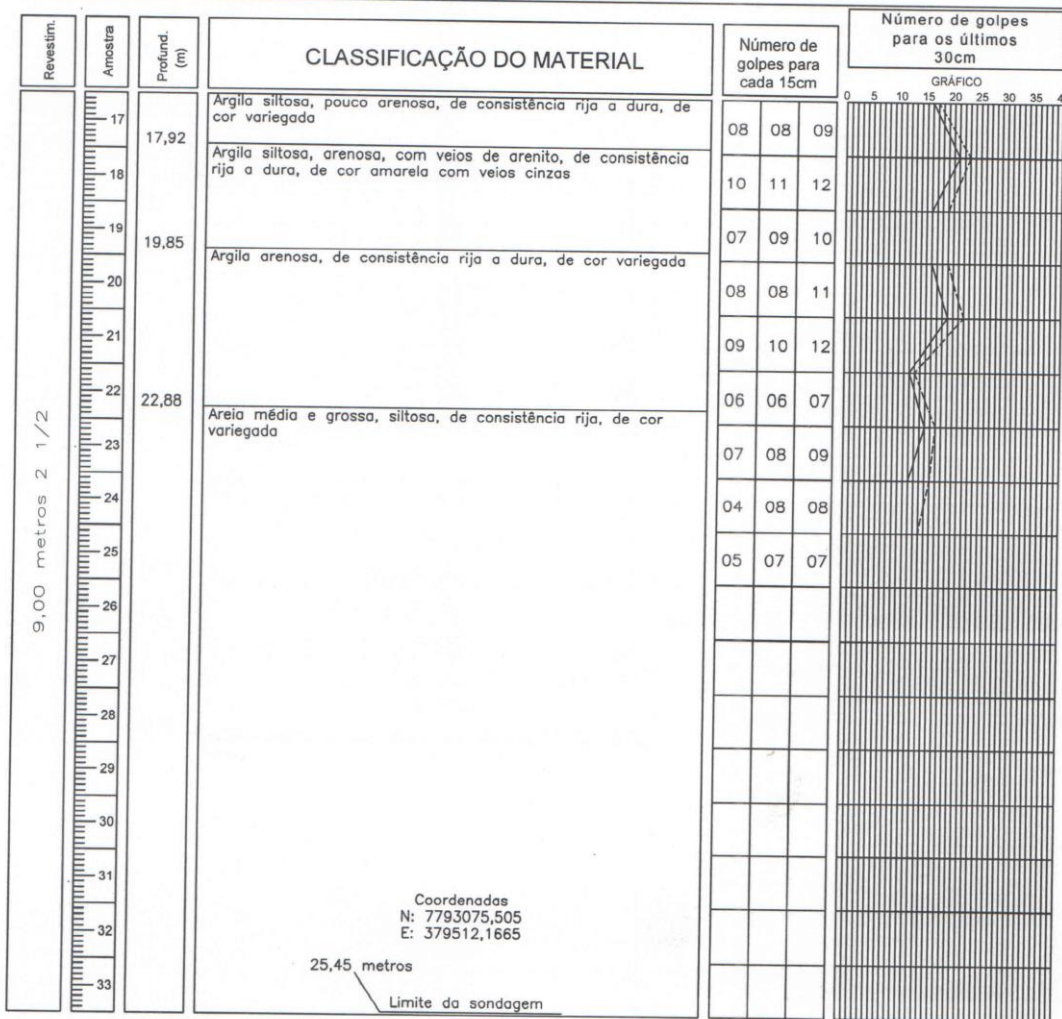 Revestim.
Amostra
Profund.
(m)
CLASSIFICAÇÃO DO MATERIAL
Número de
golpes para
cada 15cm
Número de golpes
para os últimos
30cm
GRÁFICO
0 5 10 15 20 25 30 35 4
9,00 metros 2 1/2
17
17,92
Argila siltosa, pouco arenosa, de consistência rija a dura, de
cor variegada
08 08 09
18
Argila siltosa, arenosa, com veios de arenito, de consistência
rija a dura, de cor amarela com veios cinzas
10 11 12
19
19,85
07 09 10
Argila arenosa, de consistência rija a dura, de cor variegada
20
08 08 11
21
09 10 12
22
22,88
06 06 07
Areia média e grossa, siltosa, de consistência rija, de cor
variegada
23
07 08 09
24
04 08 08
25
05 07 07
26
27
28
29
30
31
32
33
Coordenadas
N: 7793075,505
E: 379512,1665
25,45 metros
Limite da sondagem